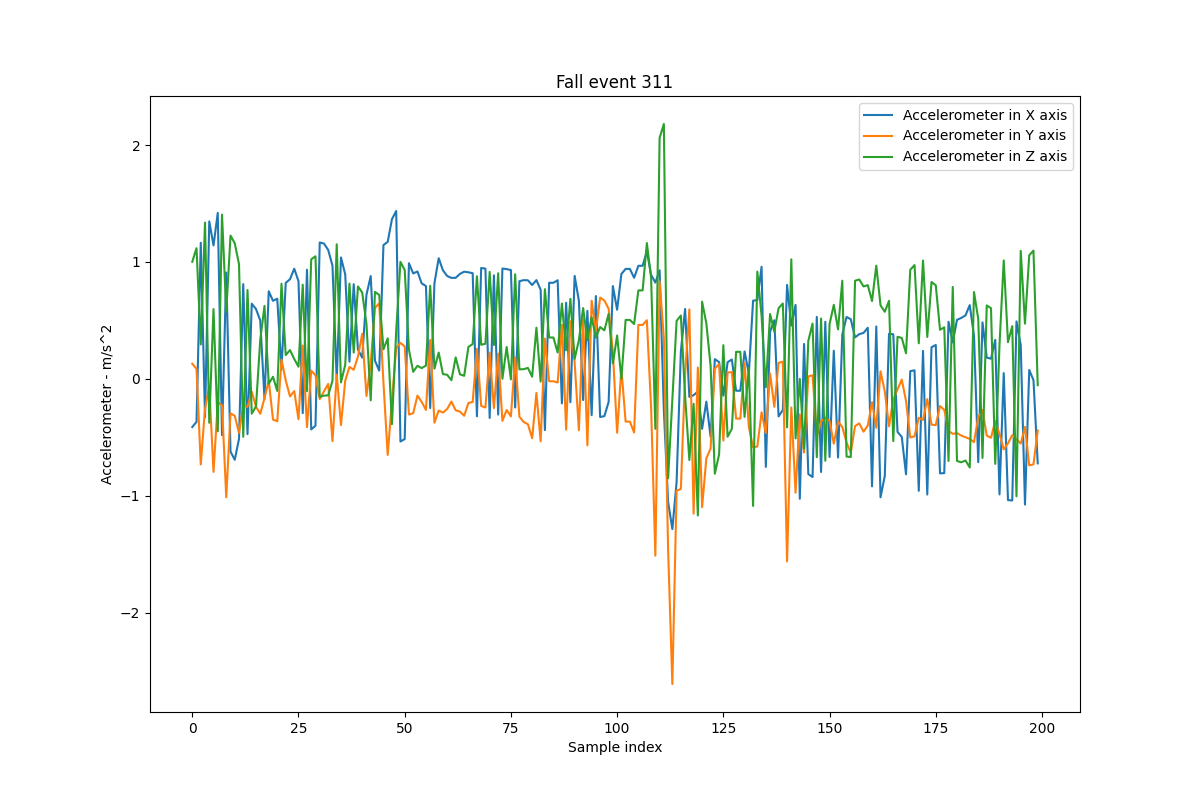 Fall event 311
Accelerometer in X axis
Accelerometer in Y axis
Accelerometer in Z axis
Accelerometer - m/s^2
2
1
0
−1
−2
0 25 50 75 100 125 150 175 200
Sample index